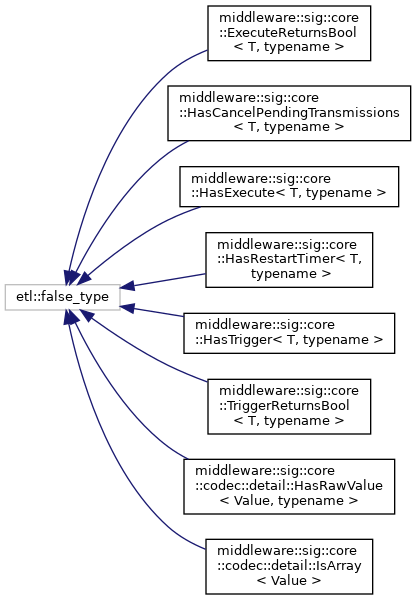 middleware::sig::core
::ExecuteReturnsBool
< T, typename >
middleware::sig::core
::HasCancelPendingTransmissions
< T, typename >
middleware::sig::core
::HasExecute< T, typename >
middleware::sig::core
::HasRestartTimer< T,
typename >
etl::false_type
middleware::sig::core
::HasTrigger< T, typename >
middleware::sig::core
::TriggerReturnsBool
< T, typename >
middleware::sig::core
::codec::detail::HasRawValue
< Value, typename >
middleware::sig::core
::codec::detail::IsArray
< Value >